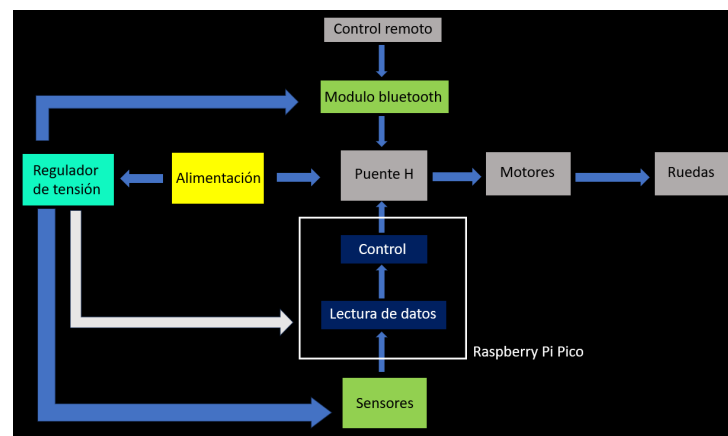 Control remoto
Modulo bluetooth
Regulador
de tensión
Alimentación
Puente H
Motores
Ruedas
Control
Lectura de datos
Raspberry Pi Pico
Sensores